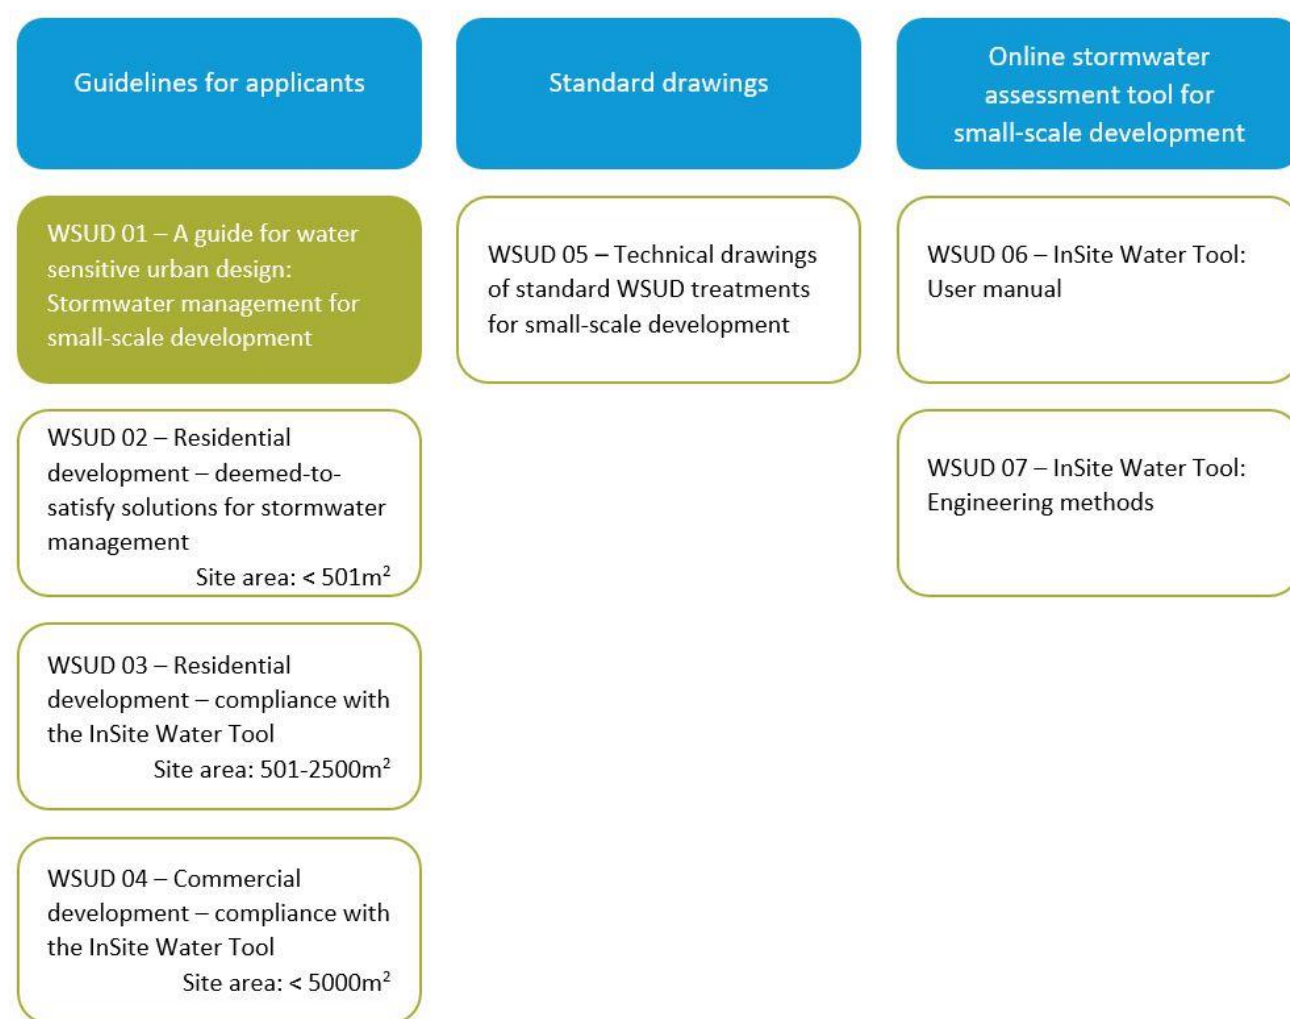 Guidelines for applicants
Standard drawings
Online stormwater
assessment tool for
small-scale development
WSUD 01 – A guide for water
sensitive urban design:
Stormwater management for
small-scale development
WSUD 05 – Technical drawings
of standard WSUD treatments
for small-scale development
WSUD 06 – InSite Water Tool:
User manual
WSUD 02 – Residential
development – deemed-to-
satisfy solutions for stormwater
management
Site area: < 501m²
WSUD 07 – InSite Water Tool:
Engineering methods
WSUD 03 – Residential
development – compliance with
the InSite Water Tool
Site area: 501-2500m²
WSUD 04 – Commercial
development – compliance with
the InSite Water Tool
Site area: < 5000m²